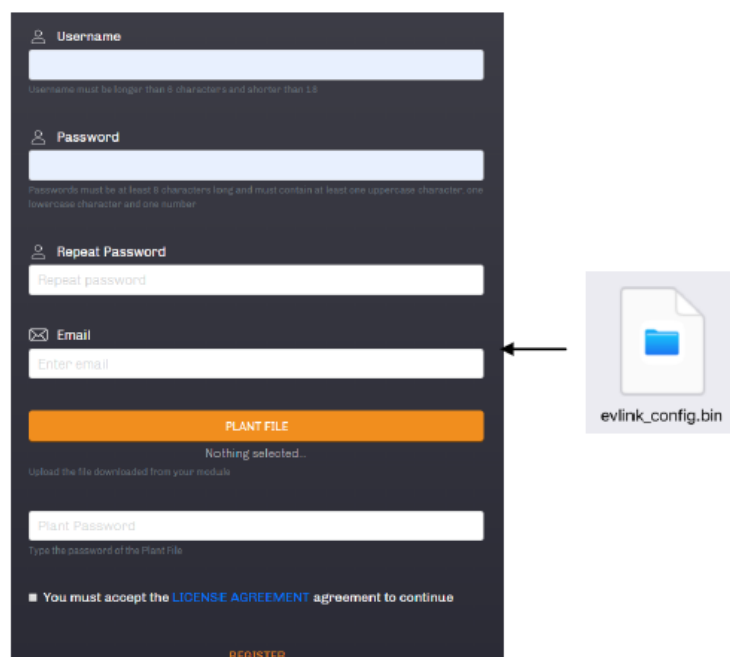 Username
Username must be longer than 6 characters and shorter than 18
Password
Passwords must be at least 8 characters long and must contain at least one uppercase character, one
lowercase character and one number
Repeat Password
Repeat password
Email
Enter email
PLANT FILE
Nothing selected..
Upload the file downloaded from your module
Plant Password
Type the password of the Plant File
You must accept the LICENSE AGREEMENT agreement to continue
REGISTER
evlink_config.bin